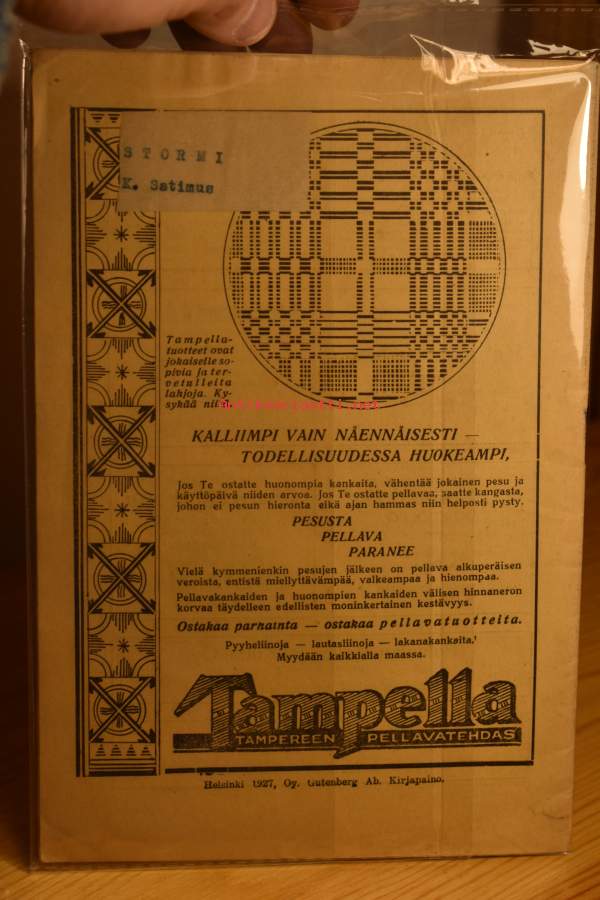 STORMI
K. Satimus
Tampella-
tuotteet ovat
jokaiselle so-
pivia ja ter-
vetulleita
lahjoja. Ky-
sykää niitä.
KALLIIMPI VAIN NÄENNÄISESTI —
TODELLISUUDESSA HUOKEAMPI,
Jos Te ostatte huonompia kankaita, vähentää jokainen pesu ja
käyttöpäivä niiden arvoa. Jos Te ostatte pellavaa, saatte kangasta,
johon ei pesun hieronta eikä ajan hammas niin helposti pysty.
PESUSTA
PELLAVA
PARANEE
Vielä kymmenienkin pesujen jälkeen on pellava alkuperäisen
veroista, entistä miellyttävämpää, valkeampaa ja hienompaa.
Pellavakankaiden ja huonompien kankaiden välisen hinnaneron
korvaa täydelleen edellisten moninkertainen kestävyys.
Ostakaa parhainta — ostakaa pellavatuotteita.
Pyyheliinoja — lautasliinoja — lakanakankaita.
Myydään kaikkialla maassa.
Tampella
TAMPEREEN PELLAVATEHDAS
Helsinki 1927, Oy. Gutenberg Ab. Kirjapaino.